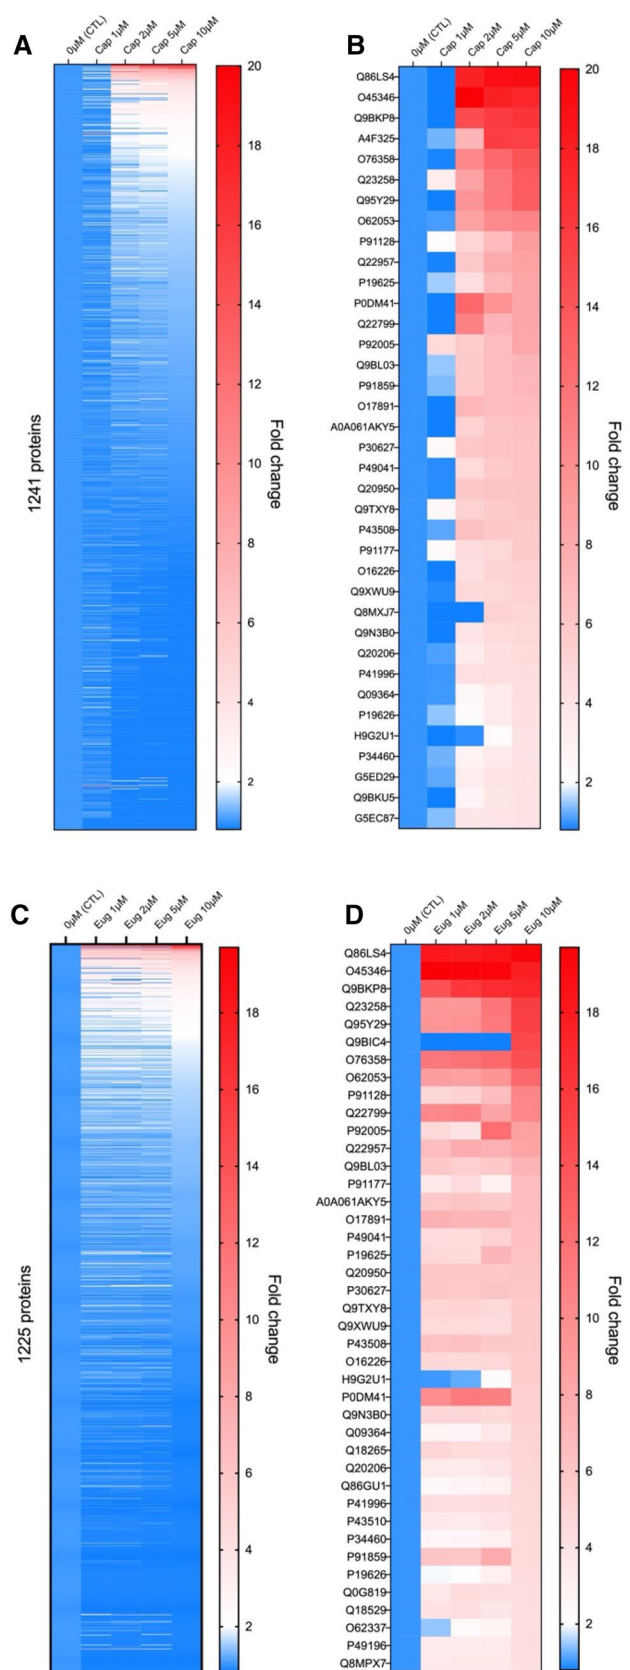 A
0µM (CTL)
Cap 1µM
Cap 2µM
Cap 5µM
Cap 10µM
1241 proteins
20
18
16
14
12
10
8
6
4
2
Fold change
B
0µM (CTL)
Cap 1µM
Cap 2µM
Cap 5µM
Cap 10µM
Q86LS4
O45346
Q9BKP8
A4F325
O76358
Q23258
Q95Y29
O62053
P91128
Q22957
P19625
P0DM41
Q22799
P92005
Q9BL03
P91859
O17891
A0A061AKY5
P30627
P49041
Q20950
Q9TXY8
P43508
P91177
O16226
Q9XWU9
Q8MXJ7
Q9N3B0
Q20206
P41996
Q09364
P19626
H9G2U1
P34460
G5ED29
Q9BKU5
G5EC87
20
18
16
14
12
10
8
6
4
2
Fold change
C
0µM (CTL)
Eug 1µM
Eug 2µM
Eug 5µM
Eug 10µM
1225 proteins
18
16
14
12
10
8
6
4
2
Fold change
D
0µM (CTL)
Eug 1µM
Eug 2µM
Eug 5µM
Eug 10µM
Q86LS4
O45346
Q9BKP8
Q23258
Q95Y29
Q9BIC4
O76358
O62053
P91128
Q22799
P92005
Q22957
Q9BL03
P91177
A0A061AKY5
O17891
P49041
P19625
Q20950
P30627
Q9TXY8
Q9XWU9
P43508
O16226
H9G2U1
P0DM41
Q9N3B0
Q09364
Q18265
Q20206
Q86GU1
P41996
P43510
P34460
P91859
P19626
Q0G819
Q18529
O62337
P49196
Q8MPX7
18
16
14
12
10
8
6
4
2
Fold change